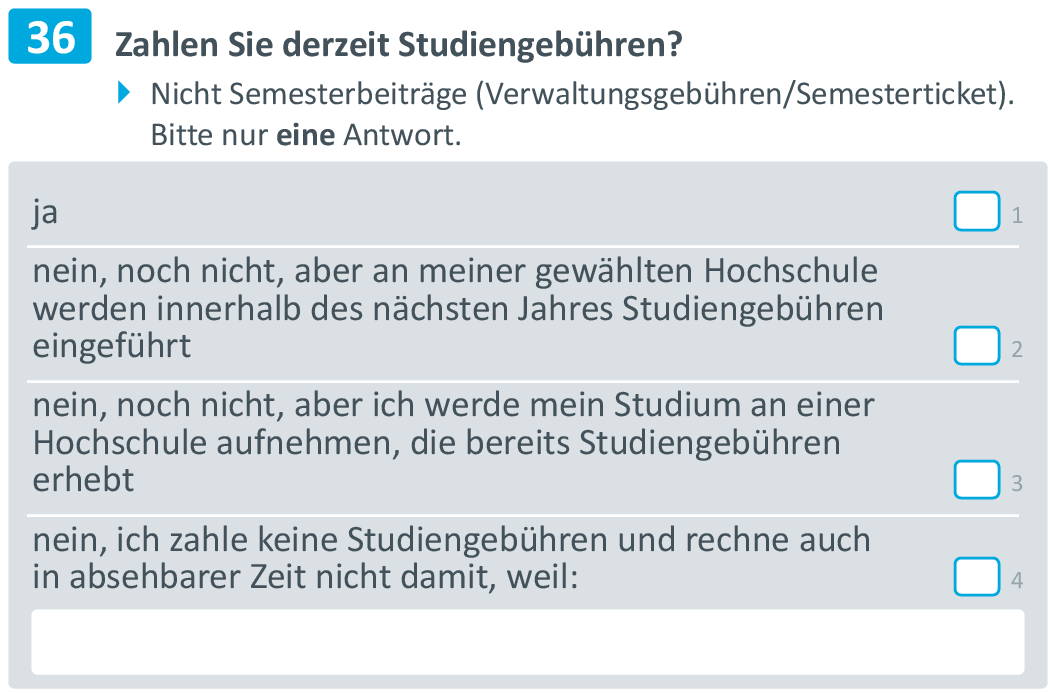 36 Zahlen Sie derzeit Studiengebühren?
Nicht Semesterbeiträge (Verwaltungsgebühren/Semesterticket).
Bitte nur eine Antwort.
ja 1
nein, noch nicht, aber an meiner gewählten Hochschule
werden innerhalb des nächsten Jahres Studiengebühren
eingeführt 2
nein, noch nicht, aber ich werde mein Studium an einer
Hochschule aufnehmen, die bereits Studiengebühren
erhebt 3
nein, ich zahle keine Studiengebühren und rechne auch
in absehbarer Zeit nicht damit, weil: 4